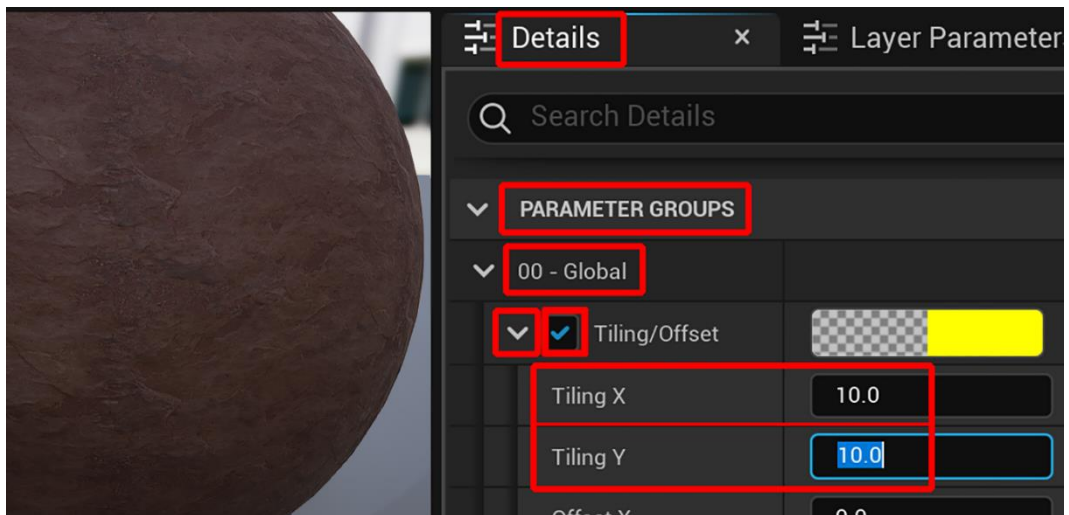 Details × Layer Parameter
Search Details
PARAMETER GROUPS
00 - Global
Tiling/Offset
Tiling X 10.0
Tiling Y 10.0
Offset X 0.0